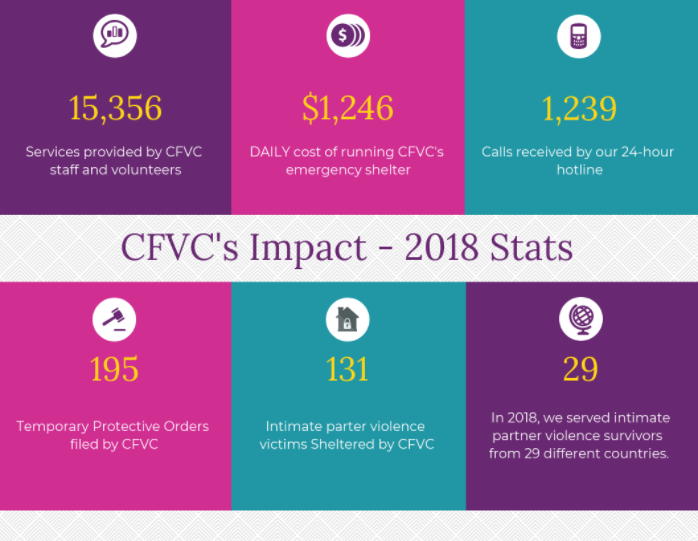 15,356
Services provided by CFVC
staff and volunteers
$1,246
DAILY cost of running CFVC's
emergency shelter
1,239
Calls received by our 24-hour
hotline
CFVC's Impact - 2018 Stats
195
Temporary Protective Orders
filed by CFVC
131
Intimate parter violence
victims Sheltered by CFVC
29
In 2018, we served intimate
partner violence survivors
from 29 different countries.